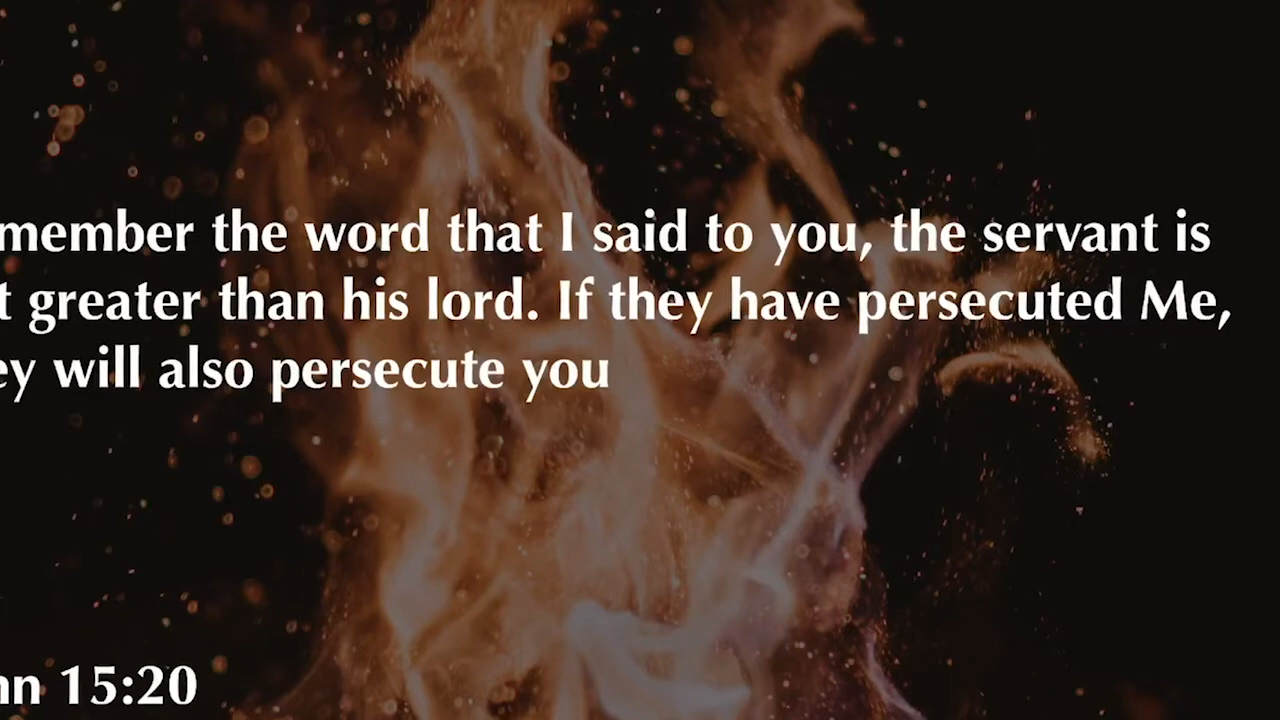 member the word that I said to you, the servant is
t greater than his lord. If they have persecuted Me,
ey will also persecute you
hn 15:20